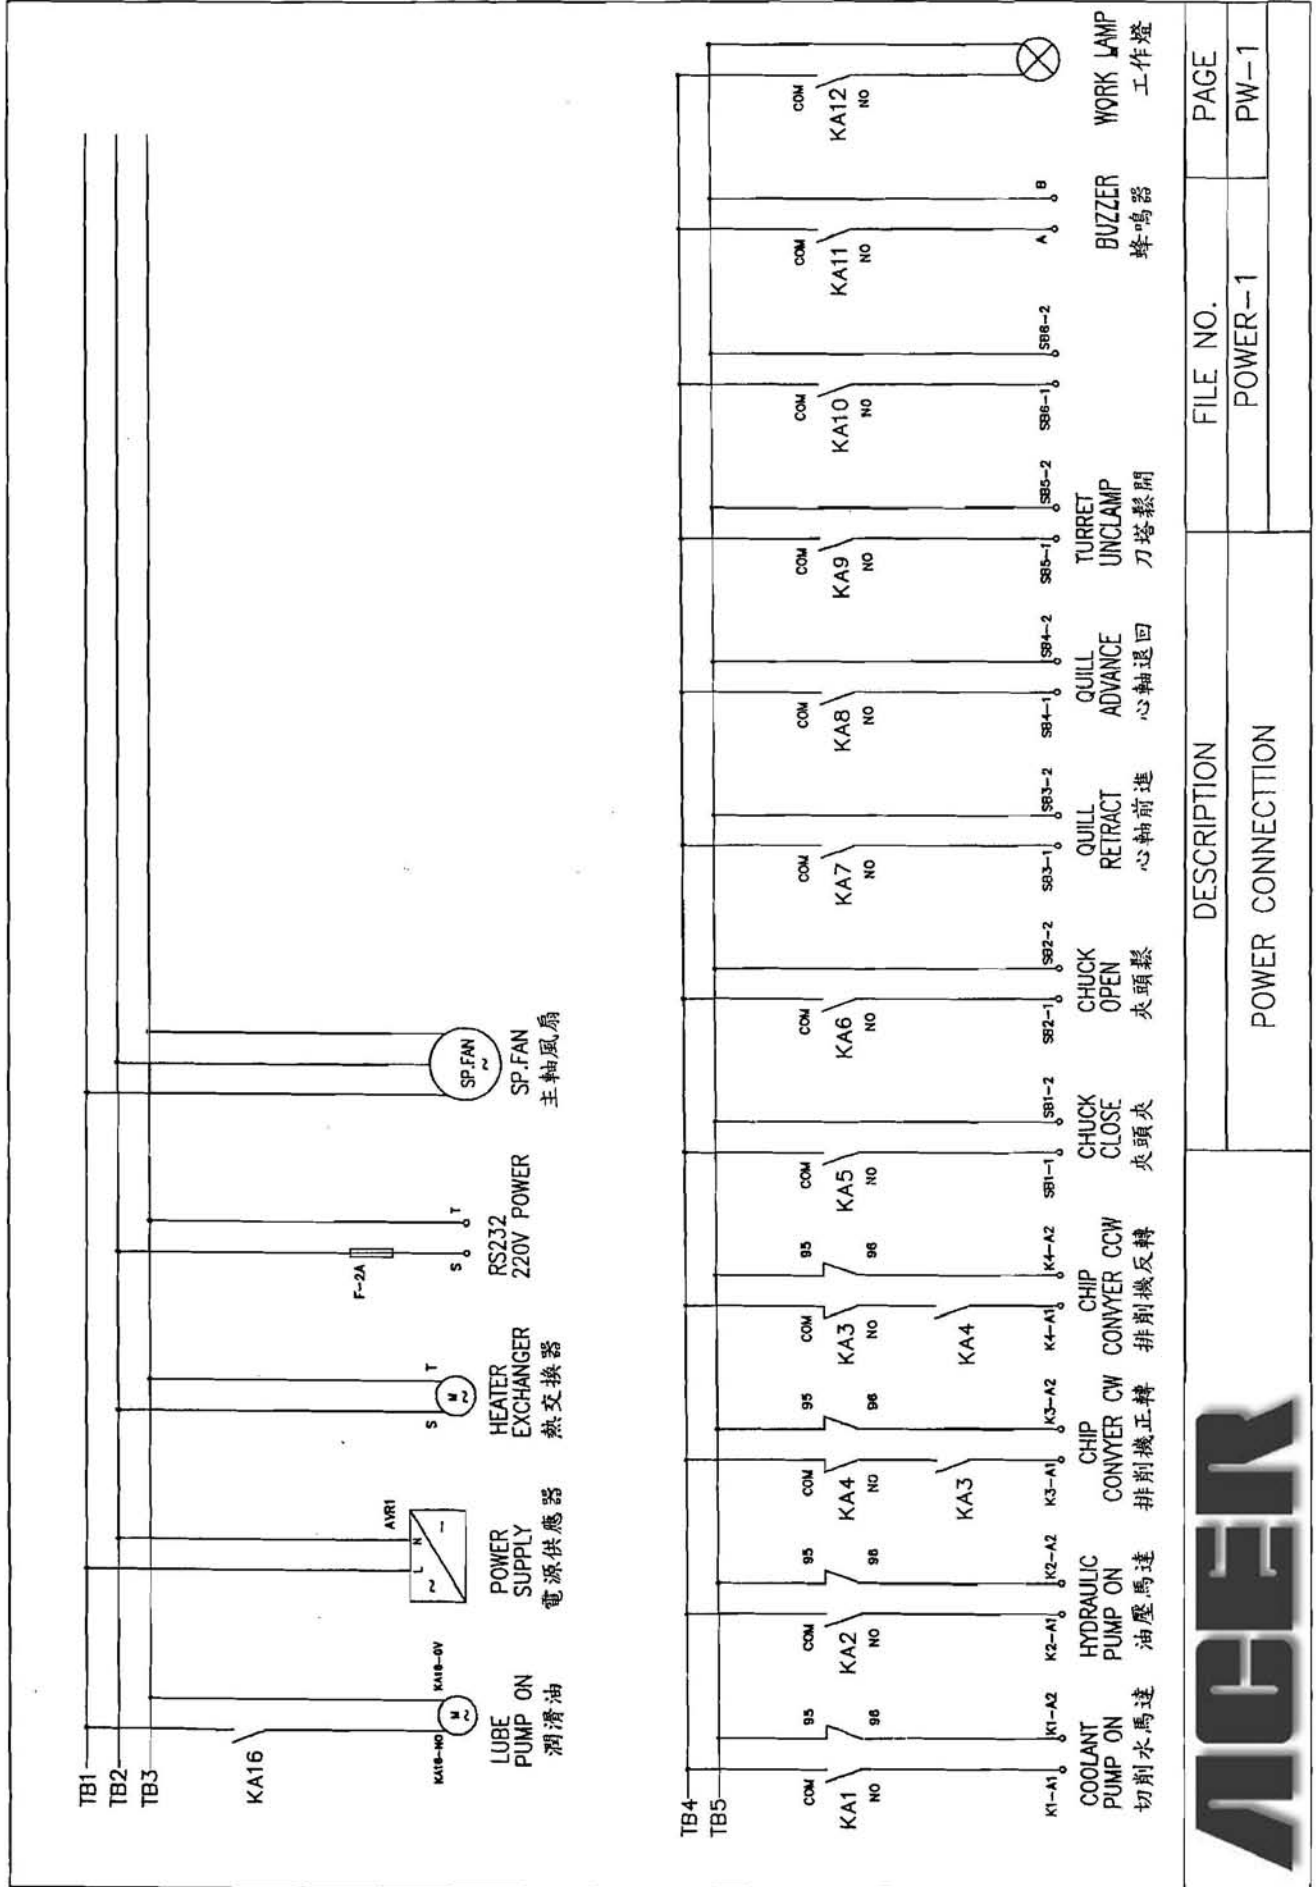 TB1
TB2
TB3
KA16
KA16-NO
KA16-0V
M
~
LUBE
PUMP ON
潤滑油
AVR1
L
N
~
POWER
SUPPLY
電源供應器
S
T
M
~
HEATER
EXCHANGER
熱交換器
F-2A
S
T
RS232
220V POWER
SP.FAN
~
SP.FAN
主軸風扇
TB4
TB5
COM
KA1
NO
95
96
K1-A1
K1-A2
COOLANT
PUMP ON
切削水馬達
COM
KA2
NO
95
96
K2-A1
K2-A2
HYDRAULIC
PUMP ON
油壓馬達
COM
KA4
NO
KA3
95
96
K3-A1
K3-A2
CHIP
CONVYER CW
排削機正轉
COM
KA3
NO
KA4
95
96
K4-A1
K4-A2
CHIP
CONVYER CCW
排削機反轉
COM
KA5
NO
SB1-1
SB1-2
CHUCK
CLOSE
夾頭夾
COM
KA6
NO
SB2-1
SB2-2
CHUCK
OPEN
夾頭鬆
COM
KA7
NO
SB3-1
SB3-2
QUILL
RETRACT
心軸前進
COM
KA8
NO
SB4-1
SB4-2
QUILL
ADVANCE
心軸退回
COM
KA9
NO
SB5-1
SB5-2
TURRET
UNCLAMP
刀塔鬆開
COM
KA10
NO
SB6-1
SB6-2
COM
KA11
NO
A
B
BUZZER
蜂鳴器
COM
KA12
NO
WORK LAMP
工作燈
ACER
DESCRIPTION
POWER CONNECTTION
FILE NO.
POWER-1
PAGE
PW-1